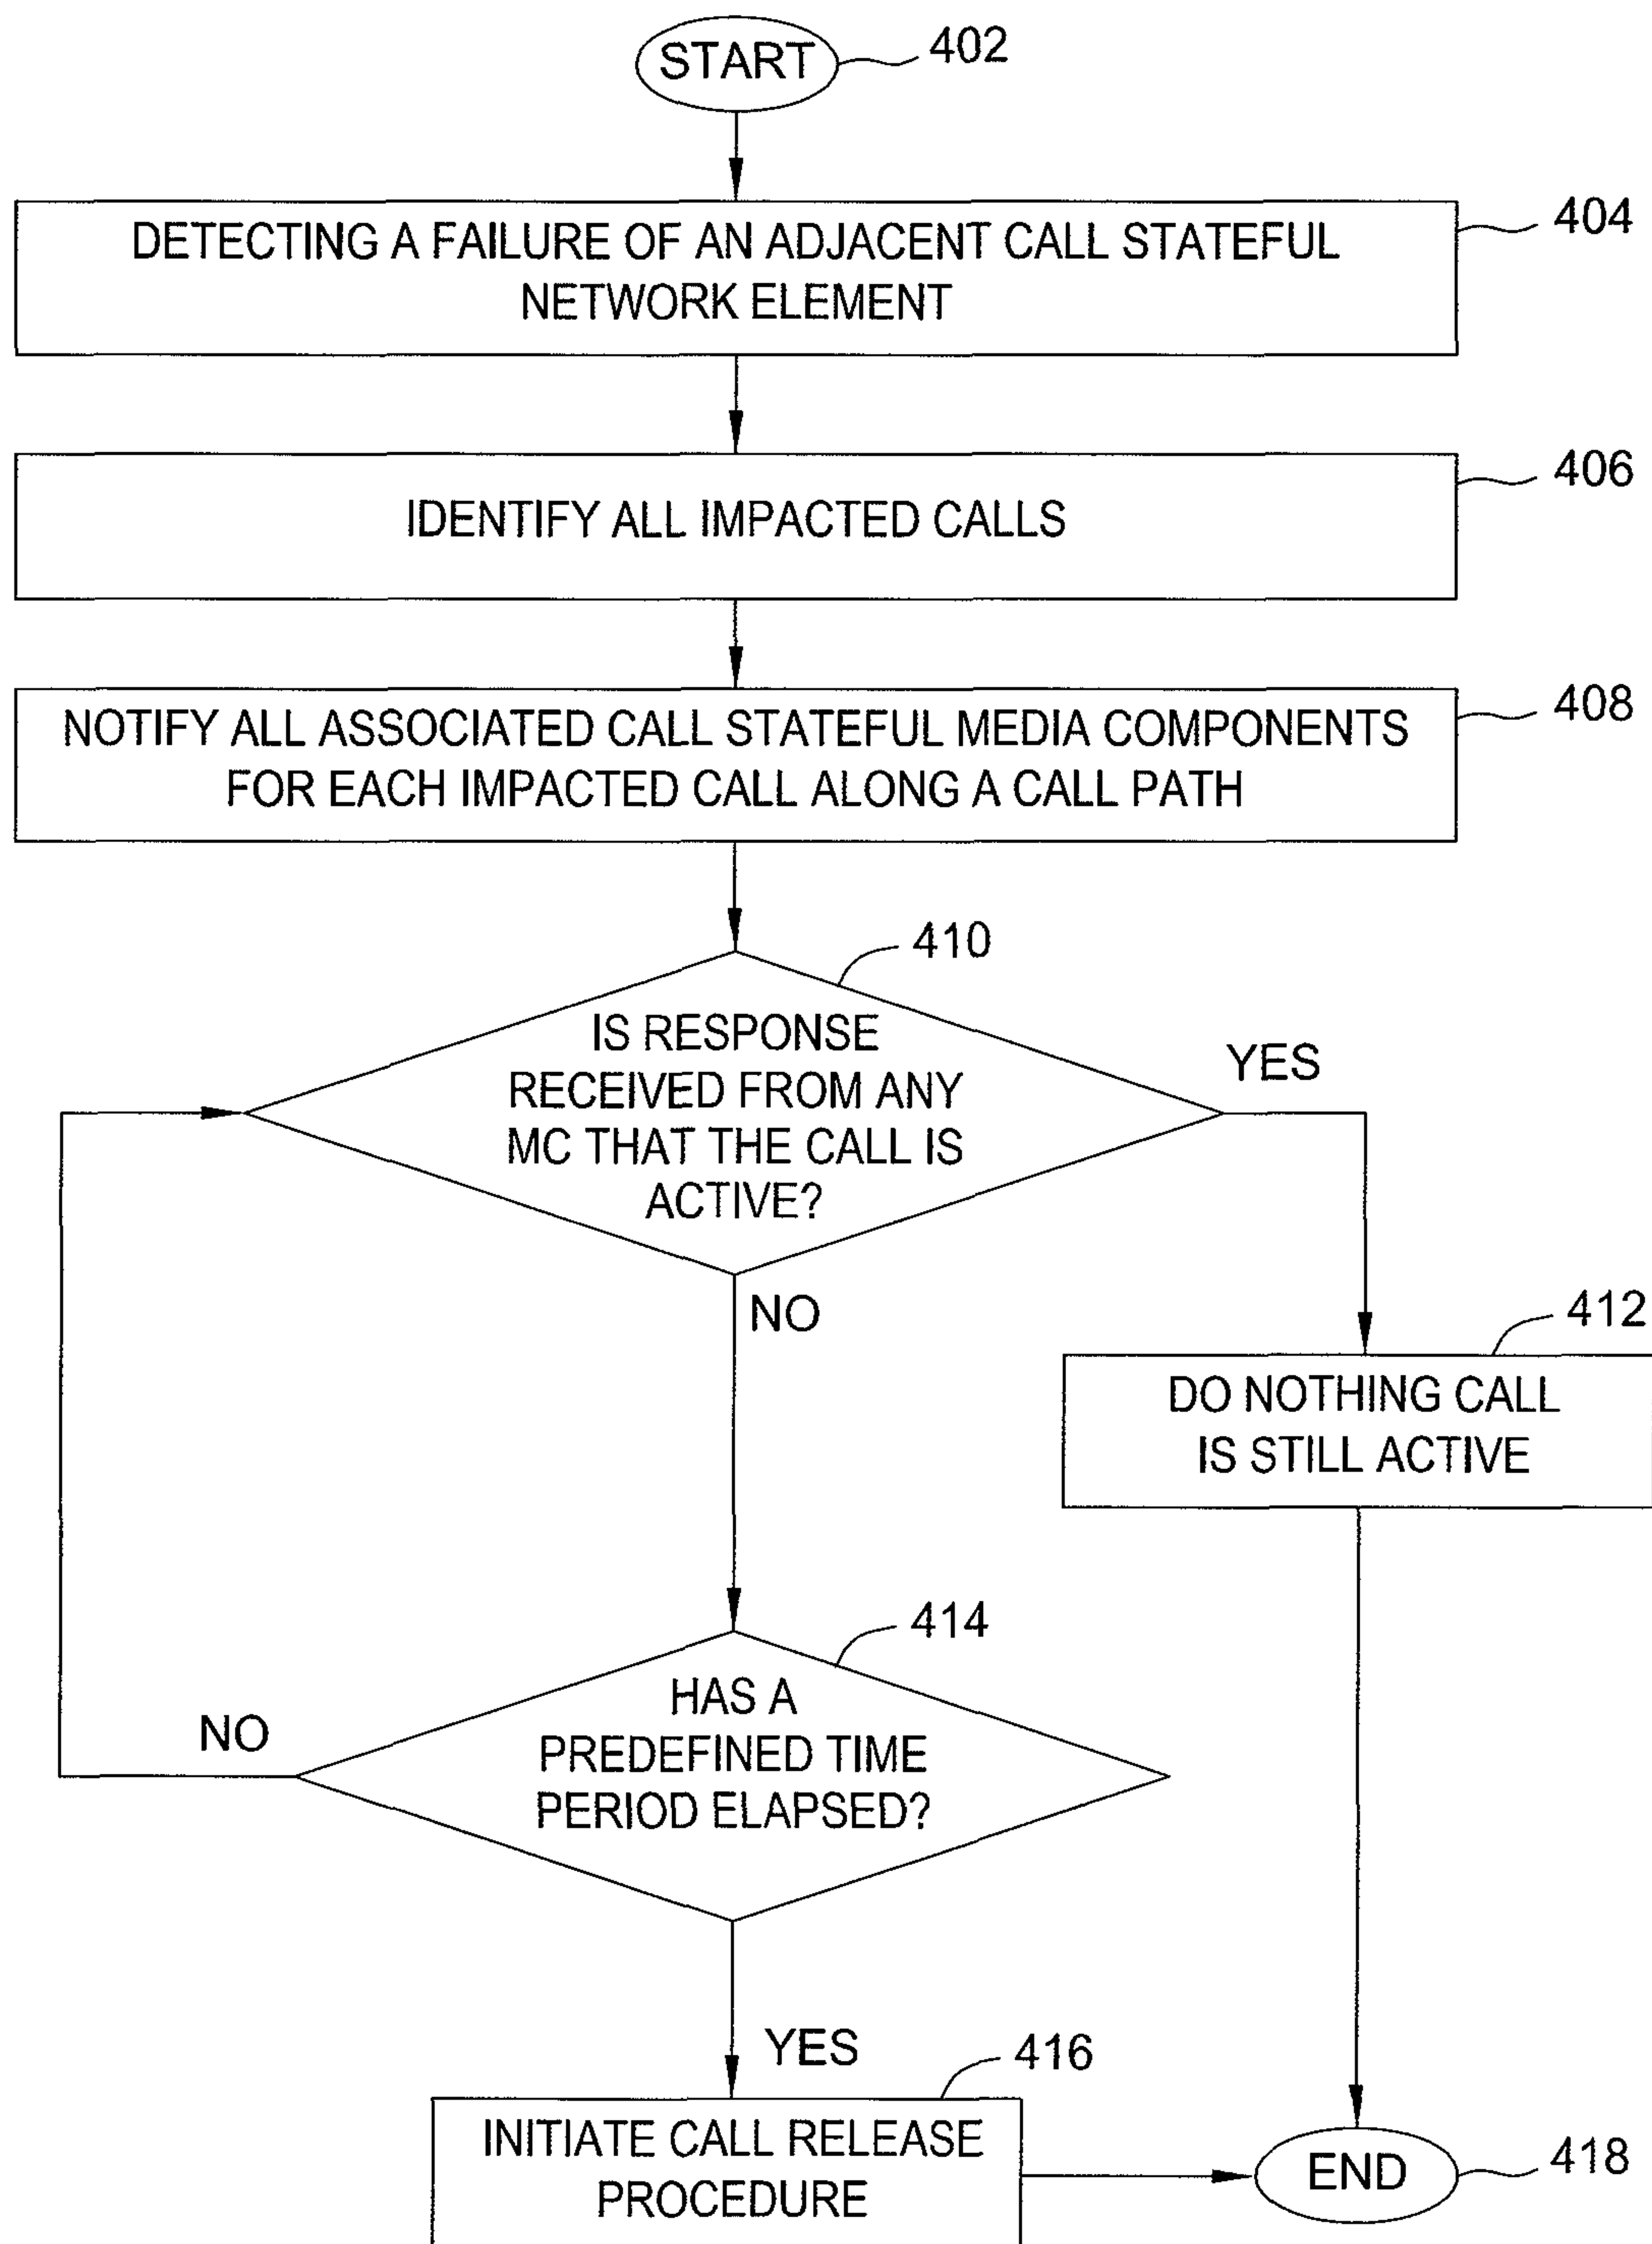 START
402
DETECTING A FAILURE OF AN ADJACENT CALL STATEFUL
NETWORK ELEMENT
404
IDENTIFY ALL IMPACTED CALLS
406
NOTIFY ALL ASSOCIATED CALL STATEFUL MEDIA COMPONENTS
FOR EACH IMPACTED CALL ALONG A CALL PATH
408
410
IS RESPONSE
RECEIVED FROM ANY
MC THAT THE CALL IS
ACTIVE?
YES
NO
412
DO NOTHING CALL
IS STILL ACTIVE
414
HAS A
PREDEFINED TIME
PERIOD ELAPSED?
NO
YES
416
INITIATE CALL RELEASE
PROCEDURE
END
418